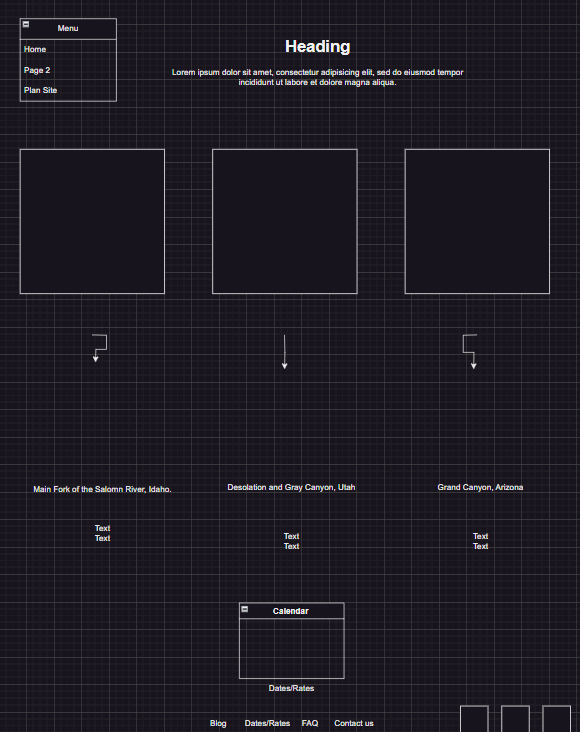 Menu
Home
Page 2
Plan Site
Heading
Lorem ipsum dolor sit amet, consectetur adipisicing elit, sed do eiusmod tempor
incididunt ut labore et dolore magna aliqua.
Main Fork of the Salomn River, Idaho.
Desolation and Gray Canyon, Utah
Grand Canyon, Arizona
Text
Text
Text
Text
Text
Text
Calendar
Dates/Rates
Blog Dates/Rates FAQ Contact us